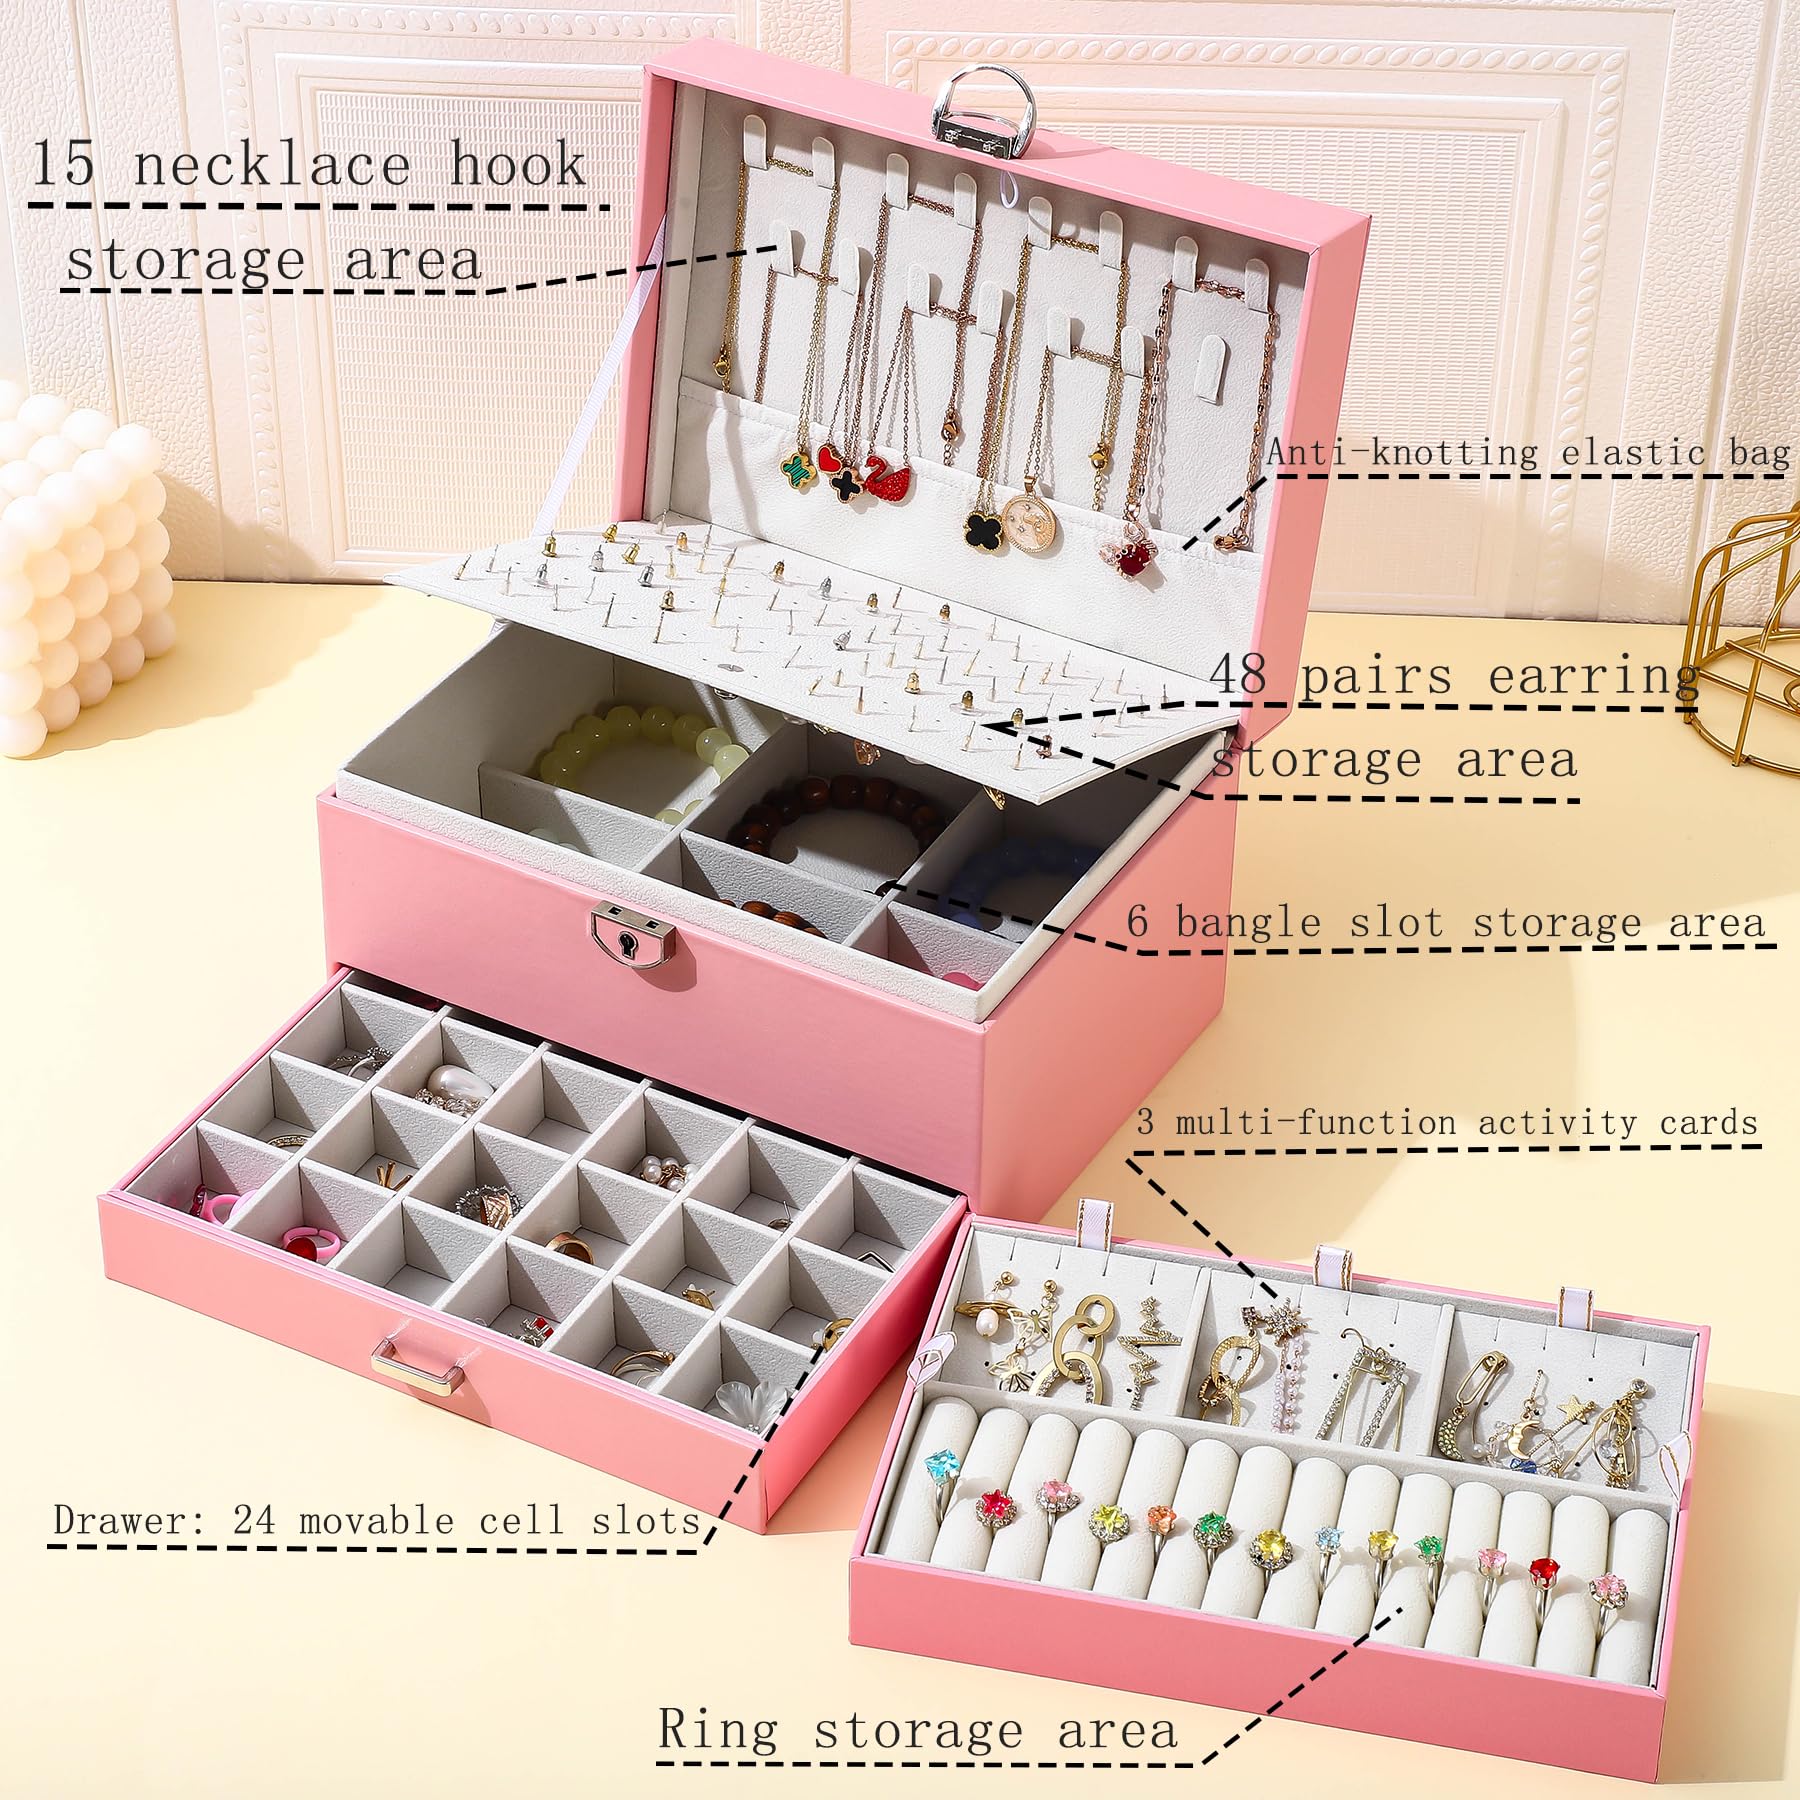 15 necklace hook
storage area
Anti-knotting elastic bag
48 pairs earring
storage area
6 bangle slot storage area
3 multi-function activity cards
Drawer: 24 movable cell slots
Ring storage area